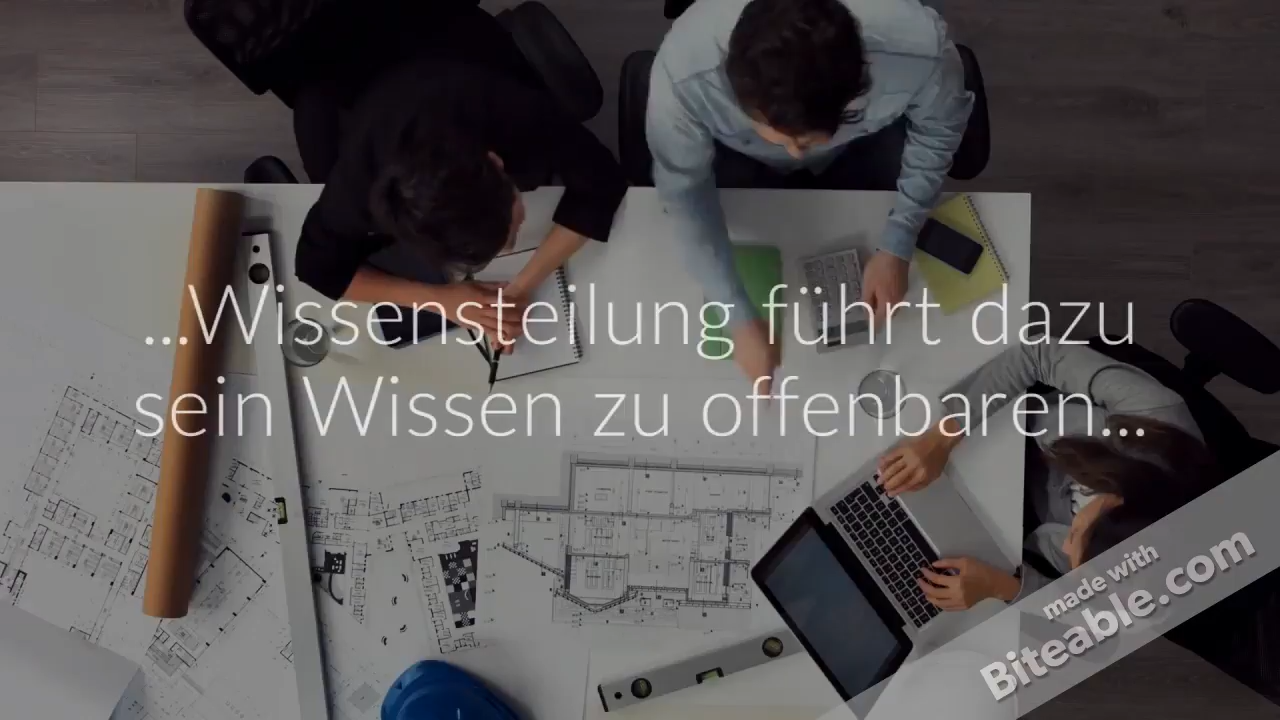 ...Wissensteilung führt dazu
sein Wissen zu offenbaren...
made with
Biteable.com